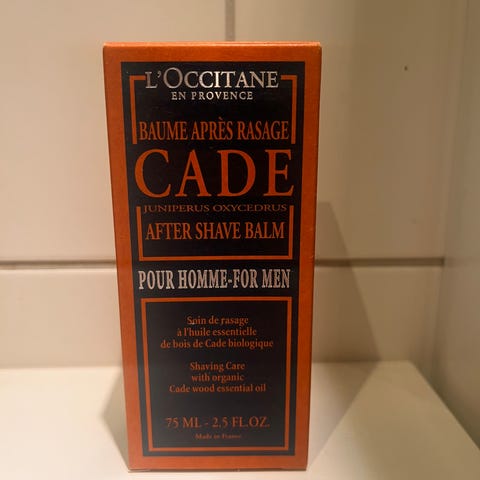 L'OCCITANE
EN PROVENCE
BAUME APRÈS RASAGE
CADE
JUNIPERUS OXYCEDRUS
AFTER SHAVE BALM
POUR HOMME-FOR MEN
Soin de rasage
à l'huile essentielle
de bois de Cade biologique
Shaving Care
with organic
Cade wood essential oil
75 ML - 2,5 FL.OZ.
Made in France